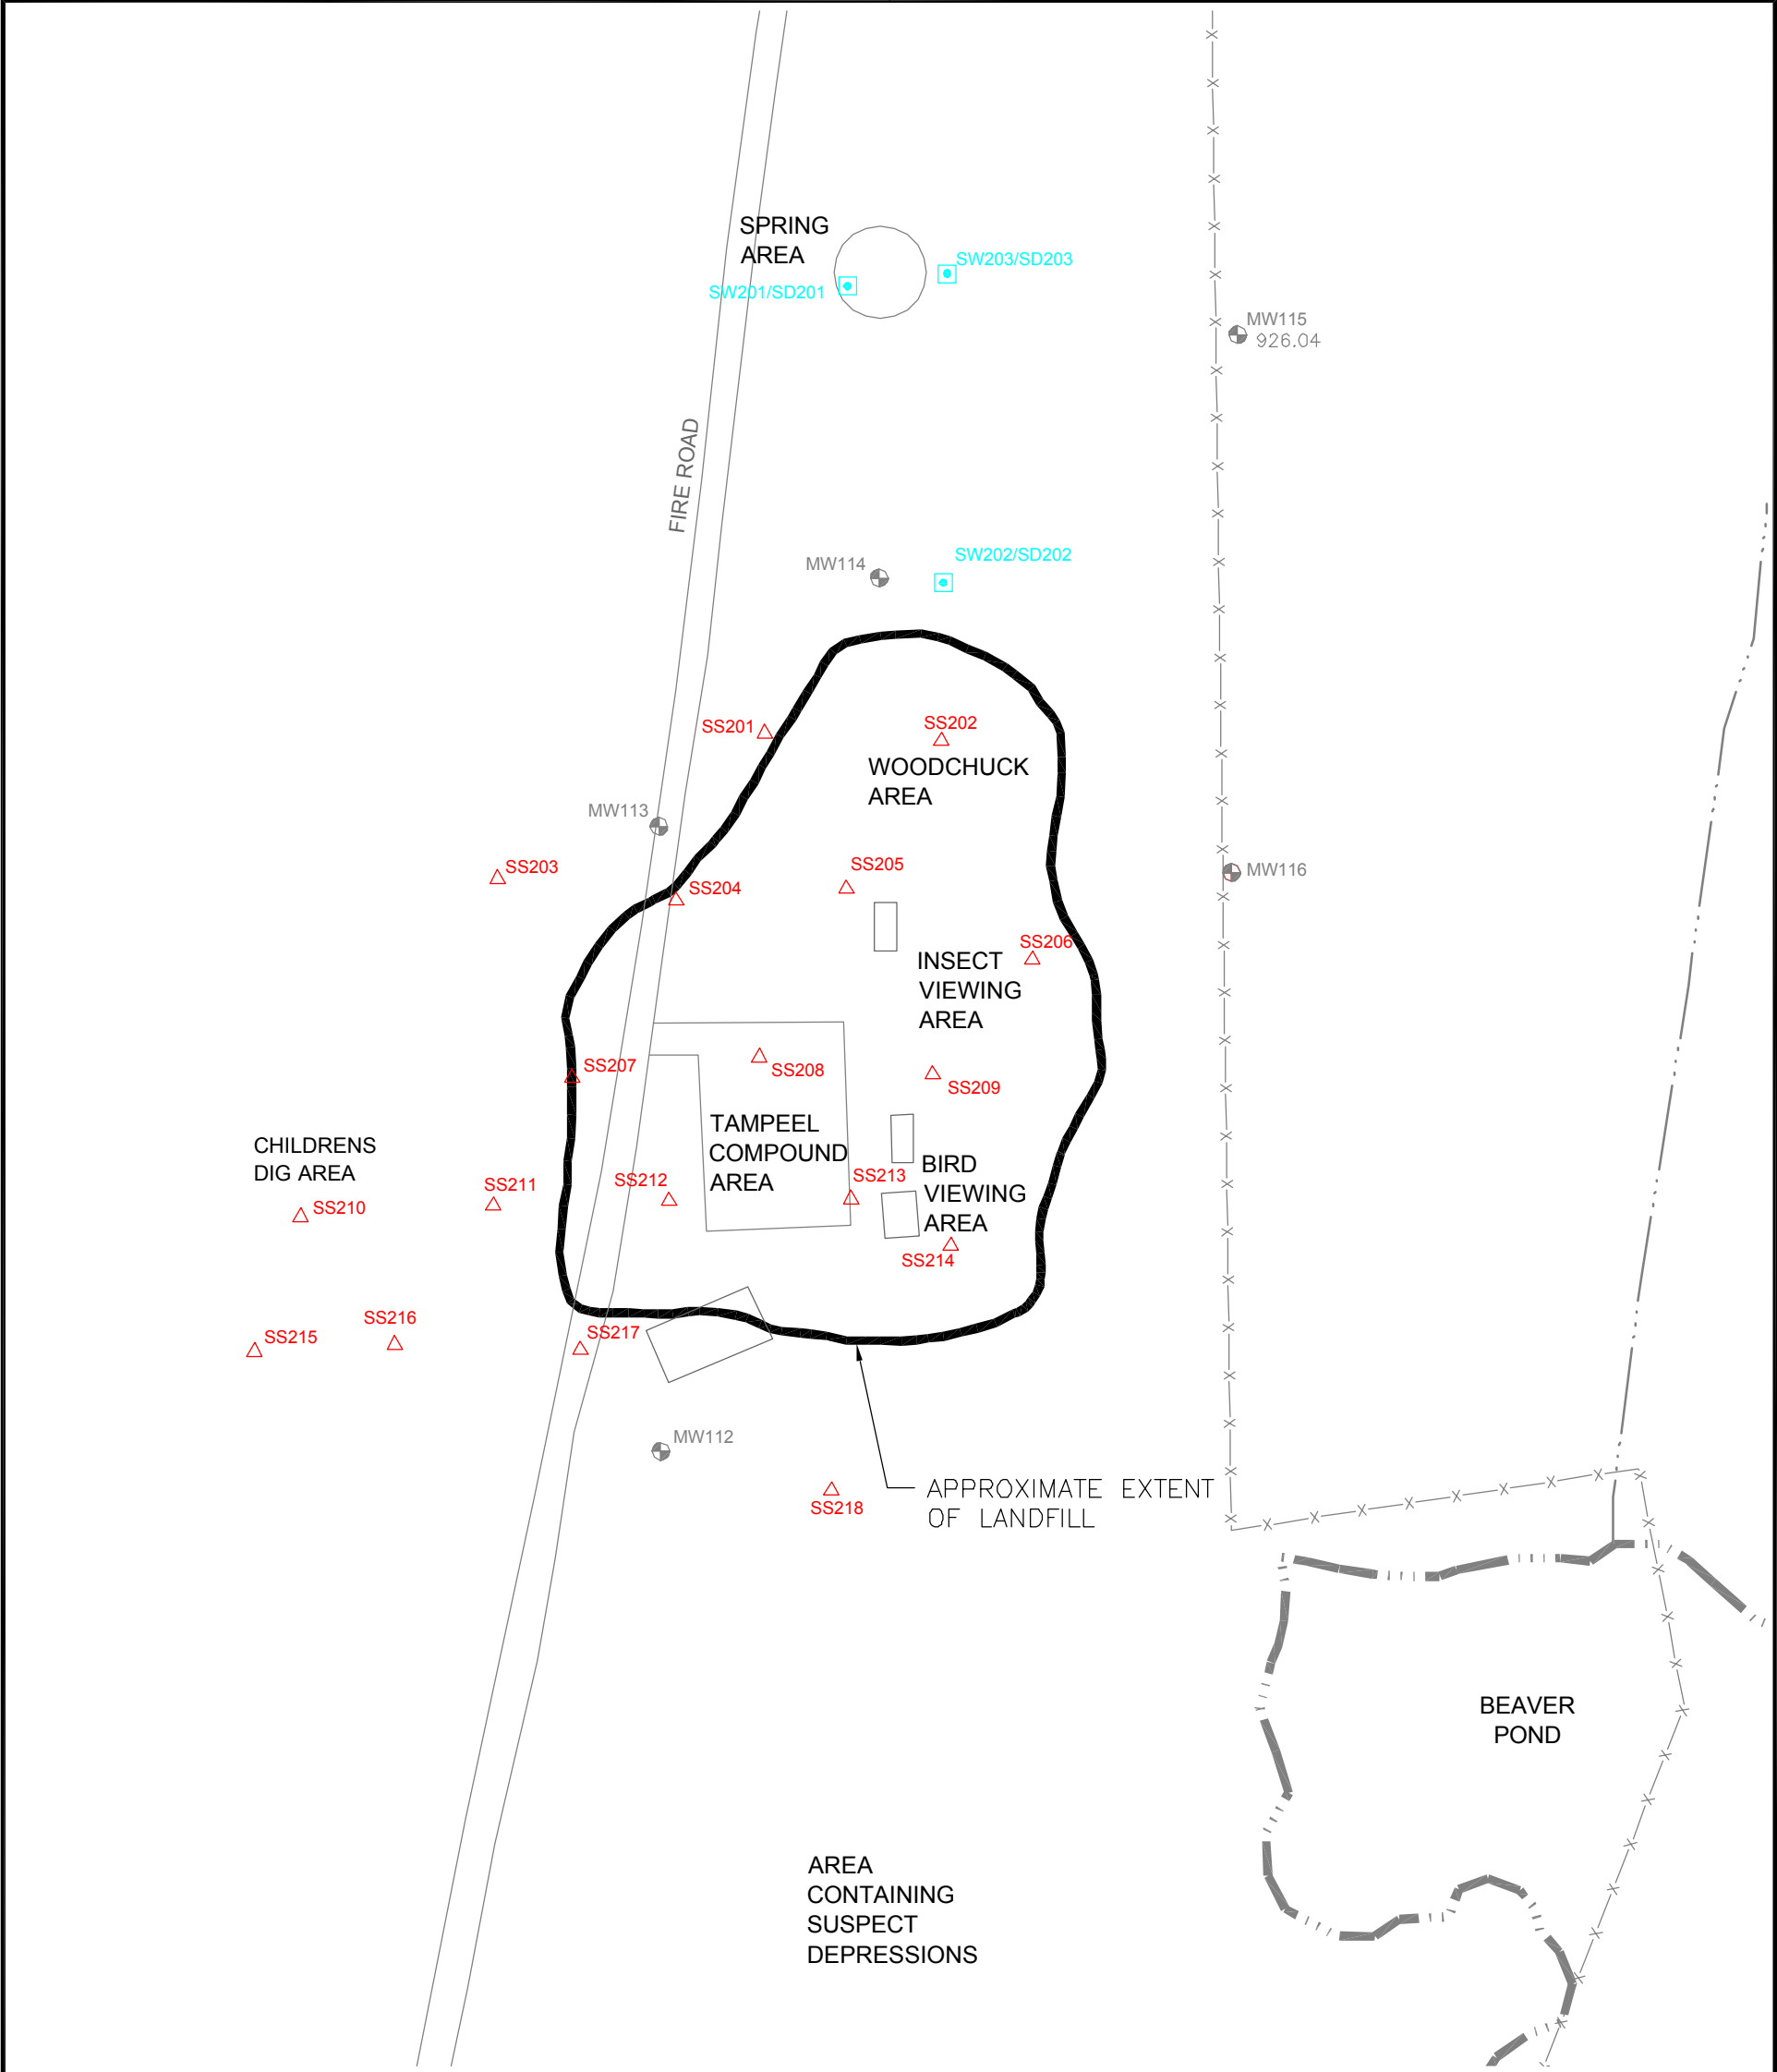 SPRING
AREA
SW203/SD203
SW201/SD201
MW115
926.04
FIRE ROAD
SW202/SD202
MW114
SS201
SS202
WOODCHUCK
AREA
MW113
SS203
SS204
SS205
MW116
SS206
INSECT
VIEWING
AREA
SS207
SS208
SS209
TAMPEEL
COMPOUND
AREA
CHILDRENS
DIG AREA
BIRD
VIEWING
AREA
SS210
SS211
SS212
SS213
SS214
SS215
SS216
SS217
MW112
SS218
APPROXIMATE EXTENT
OF LANDFILL
BEAVER
POND
AREA
CONTAINING
SUSPECT
DEPRESSIONS